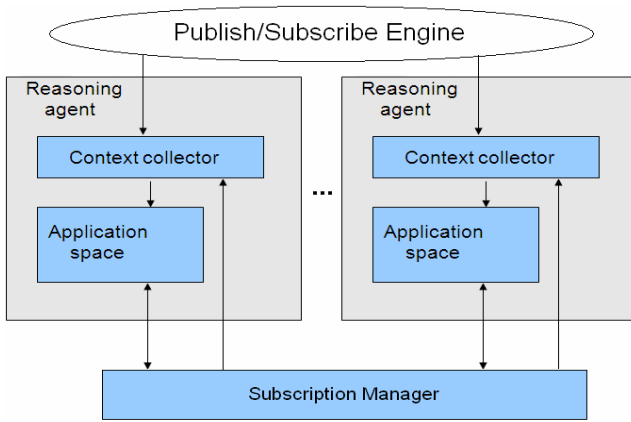 Publish/Subscribe Engine
Reasoning
agent
Context collector
Application
space
...
Reasoning
agent
Context collector
Application
space
Subscription Manager